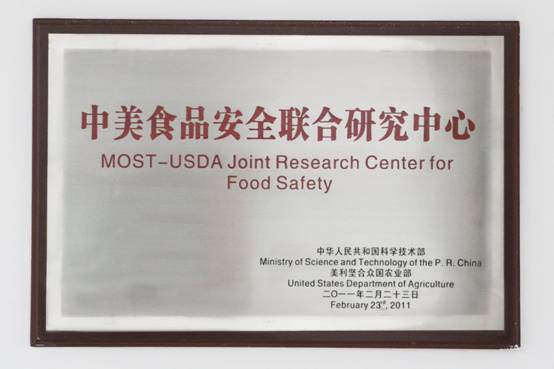 中美食品安全联合研究中心
MOST-USDA Joint Research Center for
Food Safety
中华人民共和国科学技术部
Ministry of Science and Technology of the P. R. China
美利坚合众国农业部
United States Department of Agriculture
二〇一一年二月二十三日
February 23rd, 2011